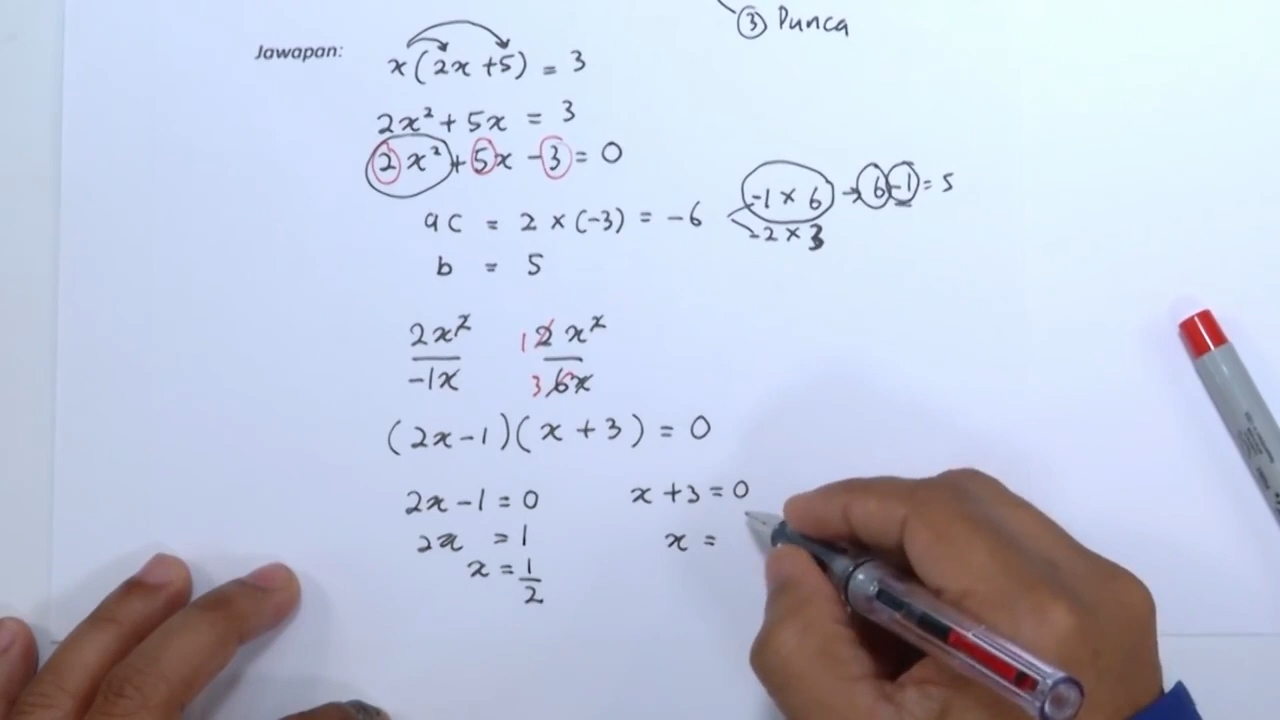 ③ Punca
Jawapan:
x(2x+5) = 3
2x² + 5x = 3
2x² + 5x - 3 = 0
ac = 2 × (-3) = -6
-1 × 6 → 6-1 = 5
-2 × 3
b = 5
2x² / -1x    1 2x² / 3 6x
(2x-1)(x+3) = 0
2x - 1 = 0    x + 3 = 0
2x = 1    x =
x = 1/2